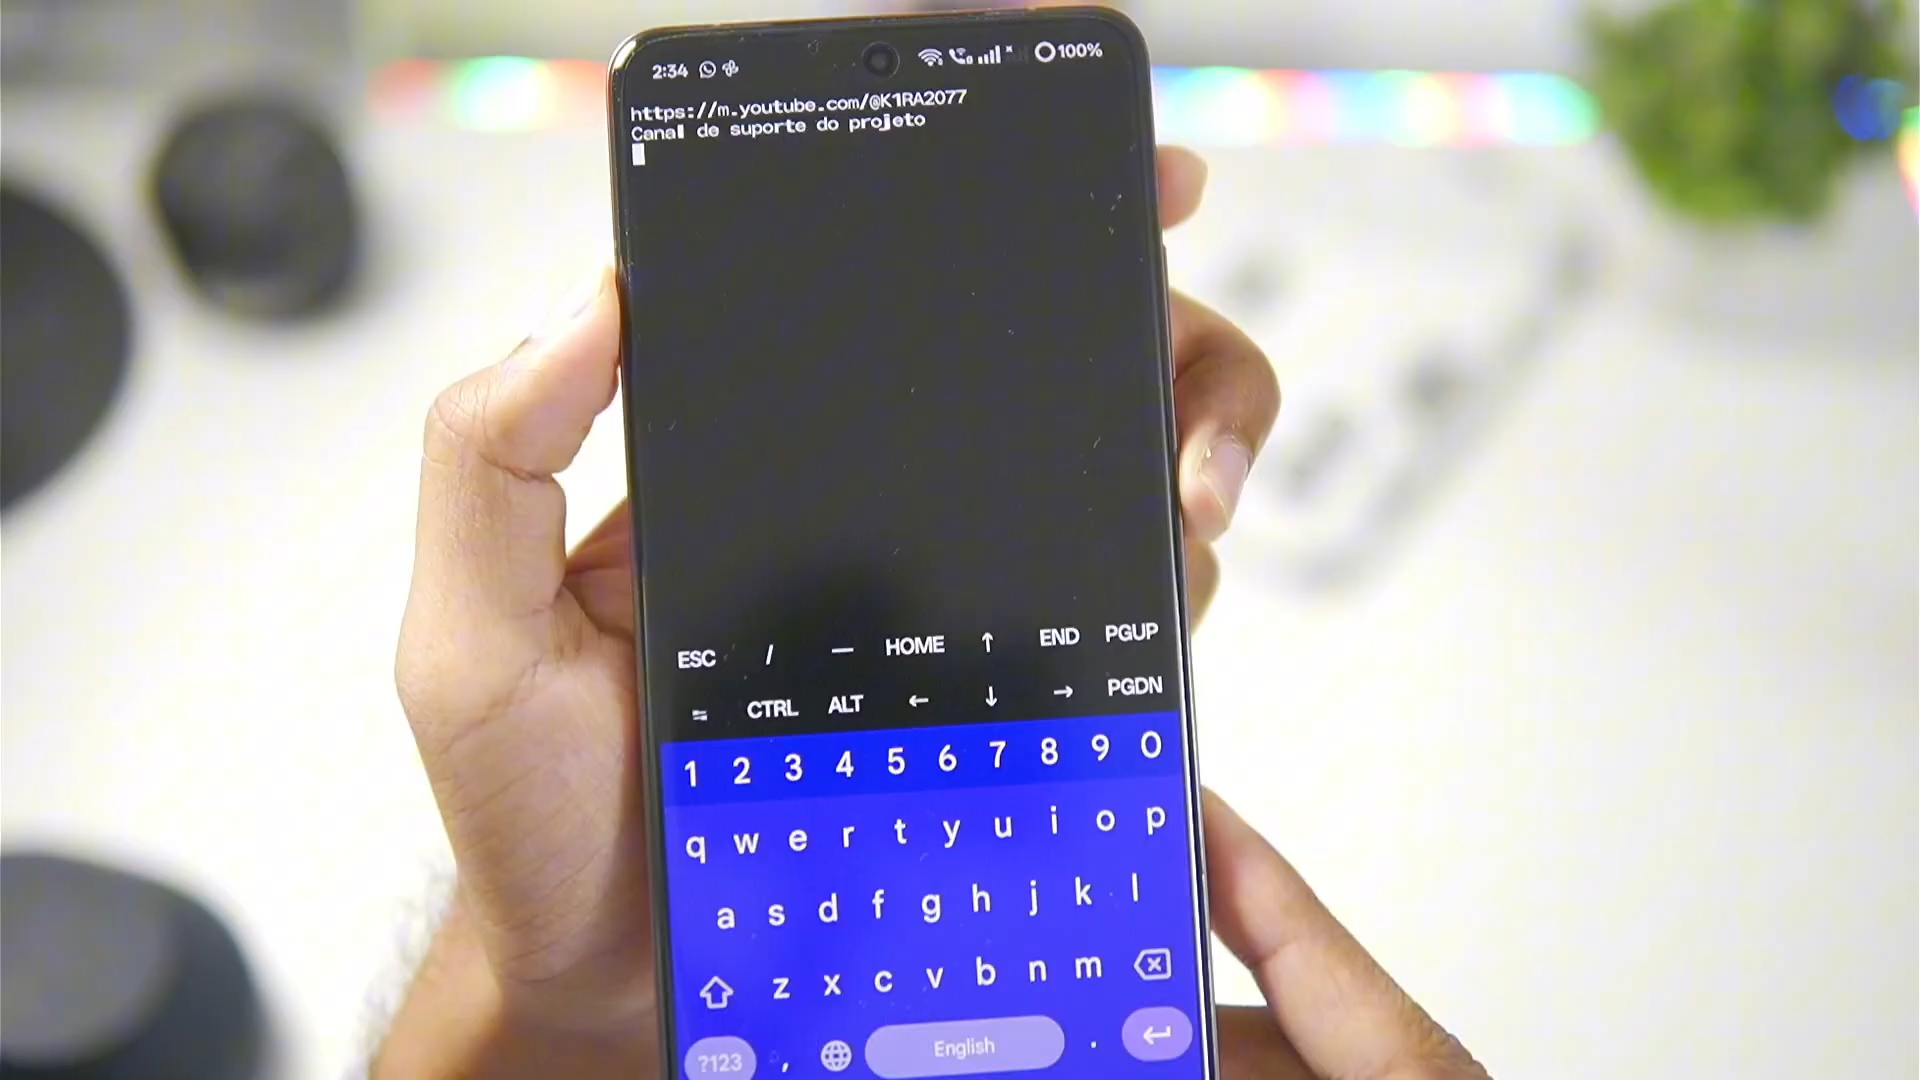 2:34 100%
https://m.youtube.com/@K1RA2077
Canal de suporte do projeto
ESC / — HOME ↑ END PGUP
CTRL ALT ← ↓ → PGDN
1 2 3 4 5 6 7 8 9 0
q w e r t y u i o p
a s d f g h j k l
z x c v b n m
?123 , English .